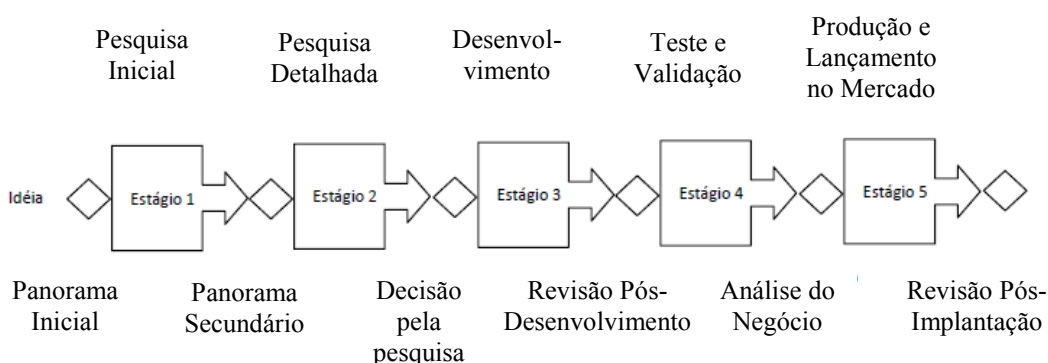 Pesquisa
Inicial
Pesquisa
Detalhada
Desenvol-
vimento
Teste e
Validação
Produção e
Lançamento
no Mercado
Idéia
Estágio 1
Estágio 2
Estágio 3
Estágio 4
Estágio 5
Panorama
Inicial
Panorama
Secundário
Decisão
pela
pesquisa
Revisão Pós-
Desenvolvimento
Análise do
Negócio
Revisão Pós-
Implantação